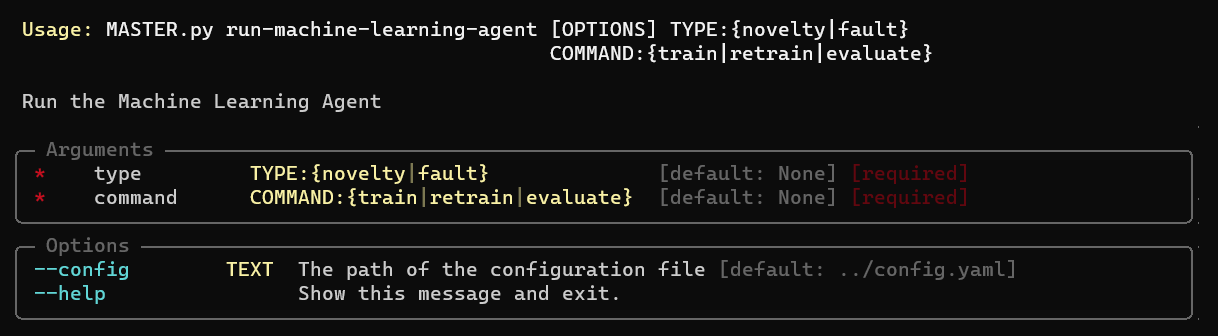 Usage: MASTER.py run-machine-learning-agent [OPTIONS] TYPE:{novelty|fault}
COMMAND:{train|retrain|evaluate}
Run the Machine Learning Agent
Arguments
* type TYPE:{novelty|fault} [default: None] [required]
* command COMMAND:{train|retrain|evaluate} [default: None] [required]
Options
--config TEXT The path of the configuration file [default: ../config.yaml]
--help Show this message and exit.